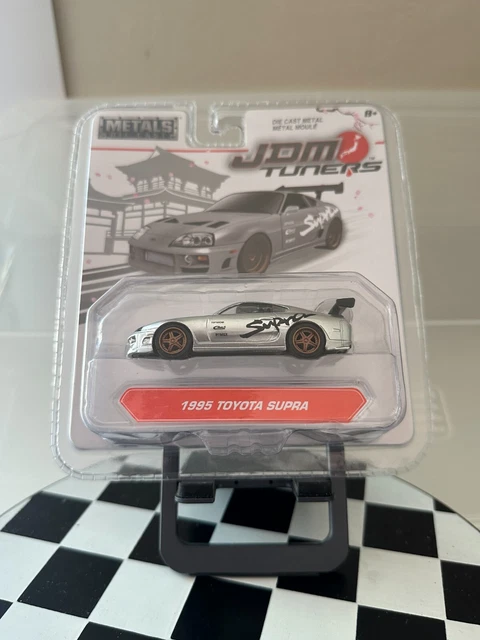 METALS
DIE CAST METAL
METAL MOULÉ
8+
JDM
TUNERS
Supra
Supra
1995 TOYOTA SUPRA